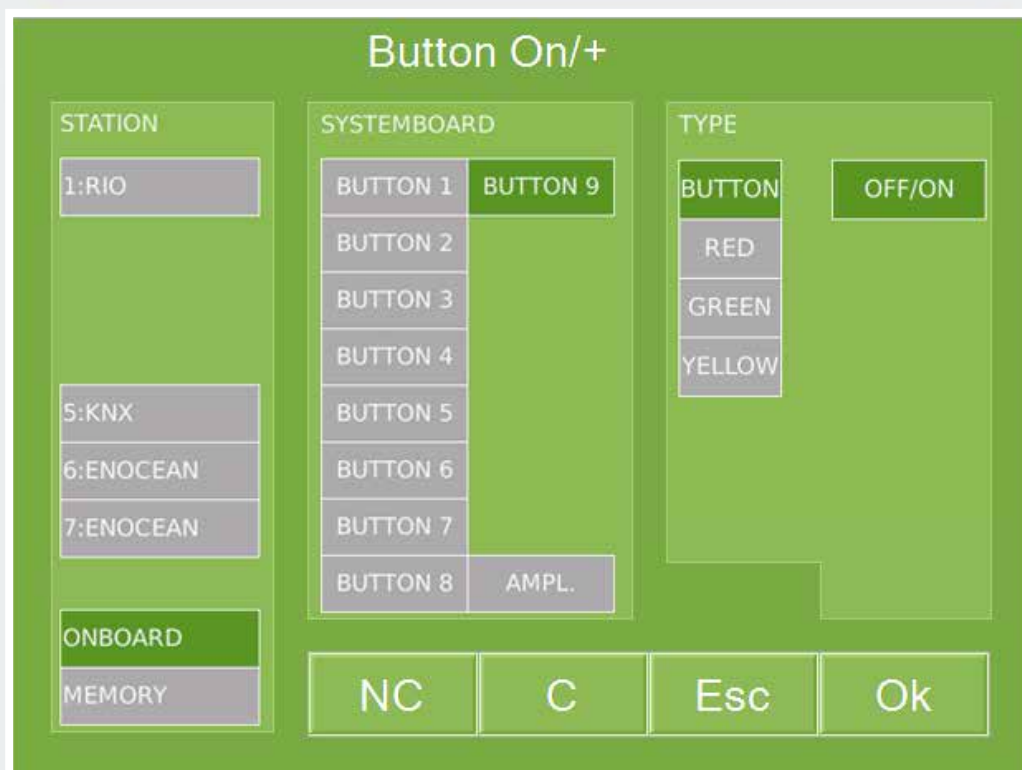 Button On/+
STATION
1:RIO
5:KNX
6:ENOCEAN
7:ENOCEAN
ONBOARD
MEMORY
SYSTEMBOARD
BUTTON 1 BUTTON 9
BUTTON 2
BUTTON 3
BUTTON 4
BUTTON 5
BUTTON 6
BUTTON 7
BUTTON 8 AMPL.
TYPE
BUTTON OFF/ON
RED
GREEN
YELLOW
NC C Esc Ok